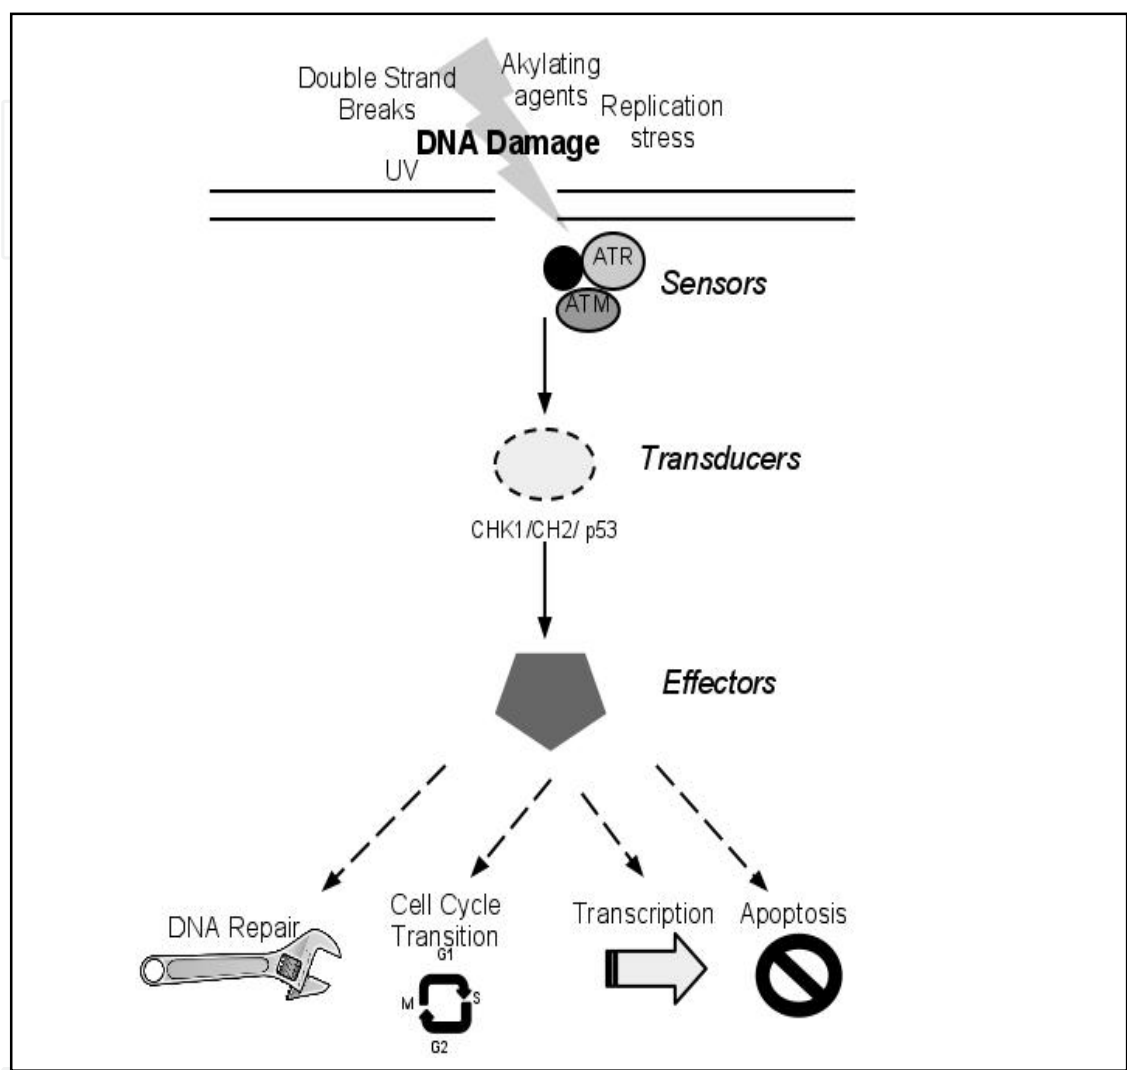 Double Strand
Breaks
Akylating
agents
Replication
stress
DNA Damage
UV
ATR
ATM
Sensors
Transducers
CHK1/CH2/ p53
Effectors
DNA Repair
Cell Cycle
Transition
G1
M
S
G2
Transcription
Apoptosis